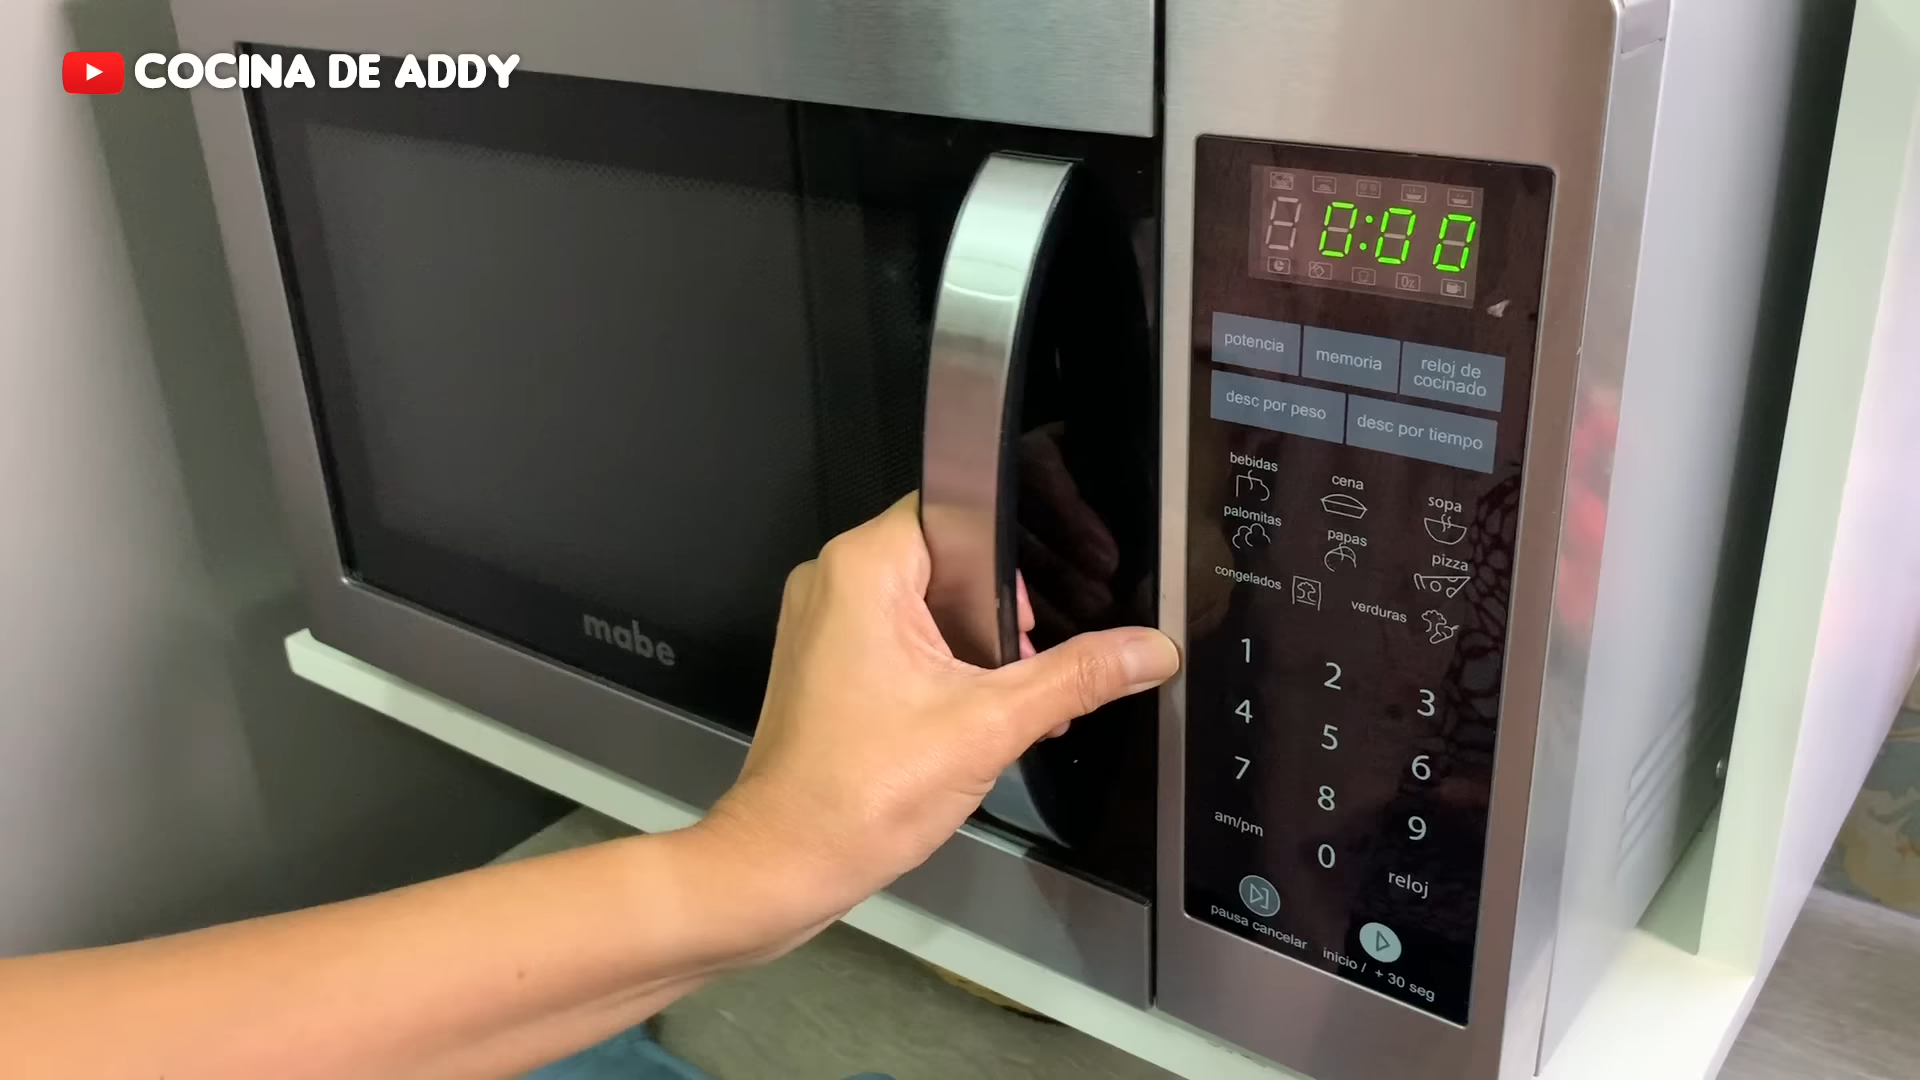 COCINA DE ADDY
0:00
potencia
memoria
reloj de
cocinado
desc por peso
desc por tiempo
bebidas
cena
sopa
palomitas
papas
pizza
congelados
verduras
1
2
3
4
5
6
7
8
9
am/pm
0
reloj
pausa cancelar
inicio / + 30 seg
mabe